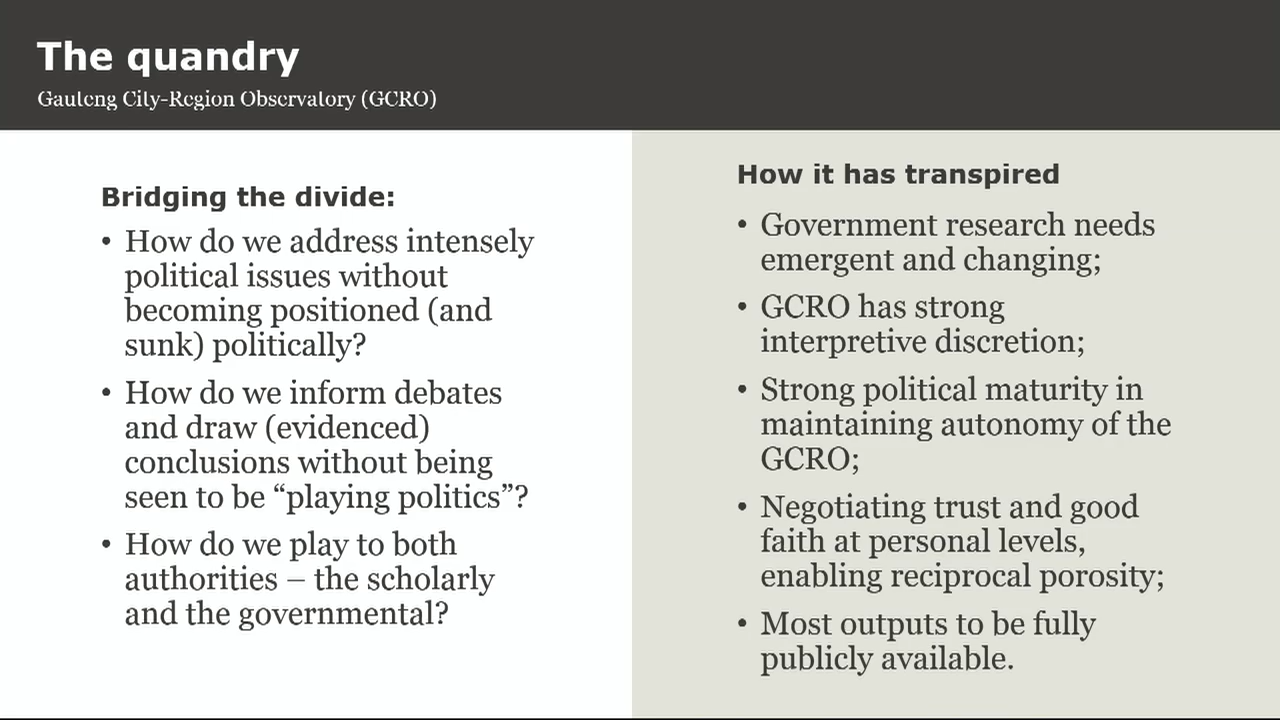 The quandry
Gauteng City-Region Observatory (GCRO)
Bridging the divide:
• How do we address intensely
political issues without
becoming positioned (and
sunk) politically?
• How do we inform debates
and draw (evidenced)
conclusions without being
seen to be “playing politics”?
• How do we play to both
authorities – the scholarly
and the governmental?
How it has transpired
• Government research needs
emergent and changing;
• GCRO has strong
interpretive discretion;
• Strong political maturity in
maintaining autonomy of the
GCRO;
• Negotiating trust and good
faith at personal levels,
enabling reciprocal porosity;
• Most outputs to be fully
publicly available.